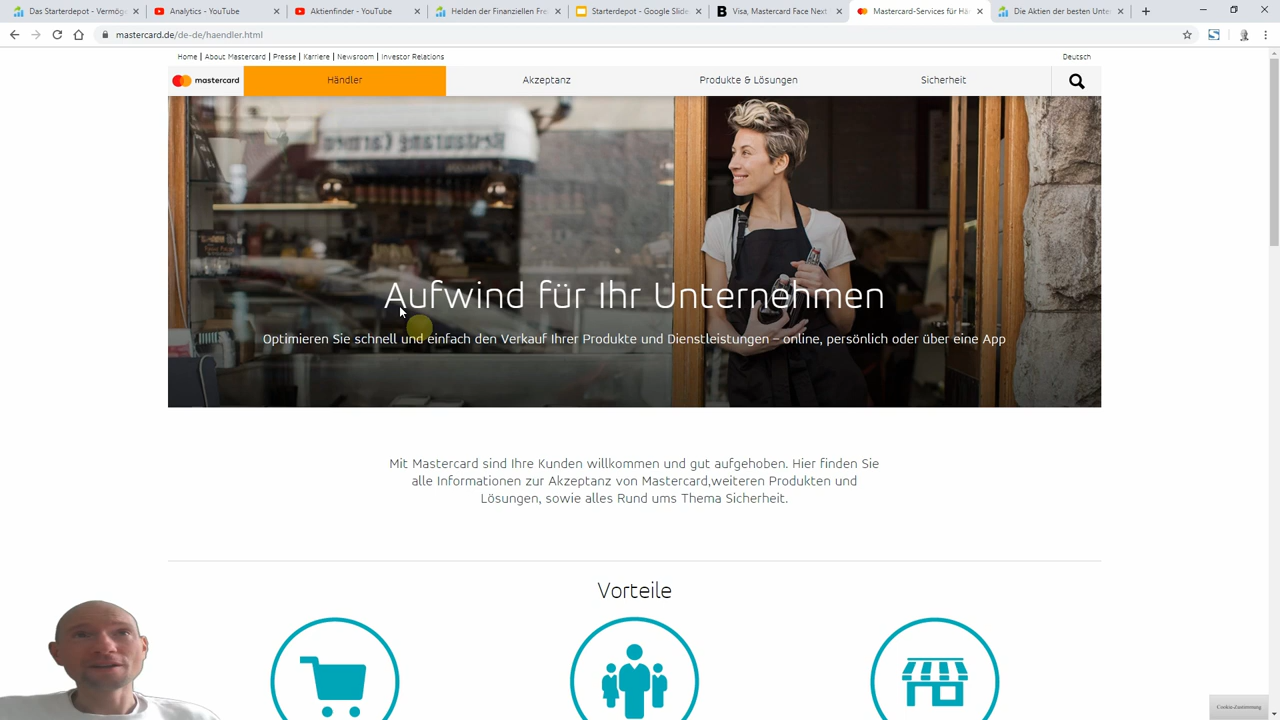 Das Starterdepot - Vermög
Analytics - YouTube
Aktienfinder - YouTube
Helden der Finanziellen Fre
Starterdepot - Google Slide
Visa, Mastercard Face Next
Mastercard-Services für Hä
Die Aktien der besten Unte
mastercard.de/de-de/haendler.html
Home | About Mastercard | Presse | Karriere | Newsroom | Investor Relations
Deutsch
mastercard
Händler
Akzeptanz
Produkte & Lösungen
Sicherheit
Aufwind für Ihr Unternehmen
Optimieren Sie schnell und einfach den Verkauf Ihrer Produkte und Dienstleistungen – online, persönlich oder über eine App
Mit Mastercard sind Ihre Kunden willkommen und gut aufgehoben. Hier finden Sie
alle Informationen zur Akzeptanz von Mastercard,weiteren Produkten und
Lösungen, sowie alles Rund ums Thema Sicherheit.
Vorteile
Cookie-Zustimmung